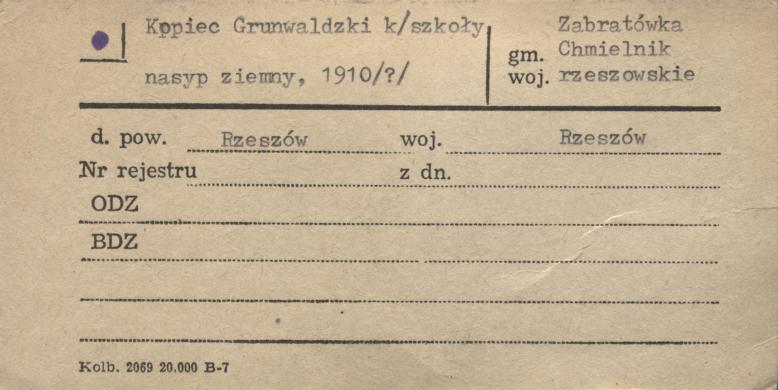 Kppiec Grunwaldzki k/szkoły
nasyp ziemny, 1910/?/
Zabratówka
gm. Chmielnik
woj. rzeszowskie
d. pow. Rzeszów woj. Rzeszów
Nr rejestru z dn.
ODZ
BDZ
Kolb. 2069 20.000 B-7